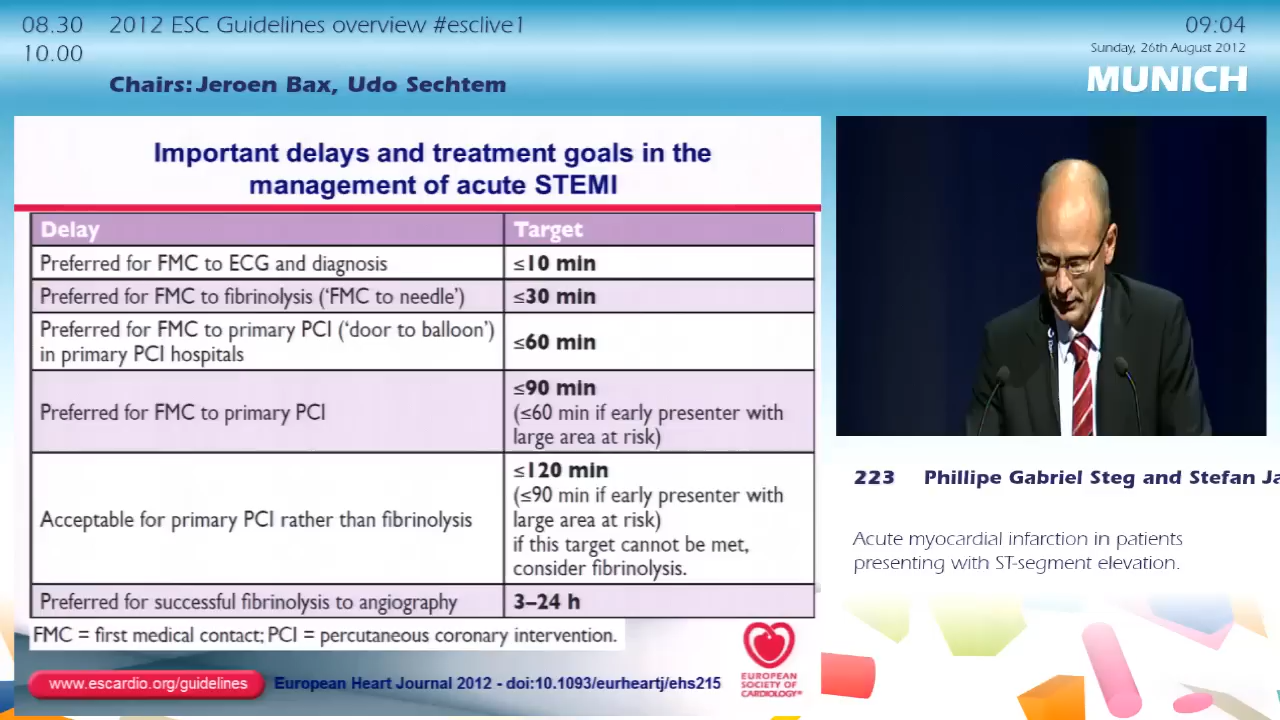 08.30 2012 ESC Guidelines overview #esclive1
10.00
Chairs: Jeroen Bax, Udo Sechtem
09:04
Sunday, 26th August 2012
MUNICH
Important delays and treatment goals in the
management of acute STEMI
Delay Target
Preferred for FMC to ECG and diagnosis ≤10 min
Preferred for FMC to fibrinolysis (‘FMC to needle’) ≤30 min
Preferred for FMC to primary PCI (‘door to balloon’)
in primary PCI hospitals
≤60 min
Preferred for FMC to primary PCI
≤90 min
(≤60 min if early presenter with
large area at risk)
Acceptable for primary PCI rather than fibrinolysis
≤120 min
(≤90 min if early presenter with
large area at risk)
if this target cannot be met,
consider fibrinolysis.
Preferred for successful fibrinolysis to angiography 3–24 h
FMC = first medical contact; PCI = percutaneous coronary intervention.
www.escardio.org/guidelines European Heart Journal 2012 - doi:10.1093/eurheartj/ehs215
EUROPEAN
SOCIETY OF
CARDIOLOGY®
223 Phillipe Gabriel Steg and Stefan Ja
Acute myocardial infarction in patients
presenting with ST-segment elevation.